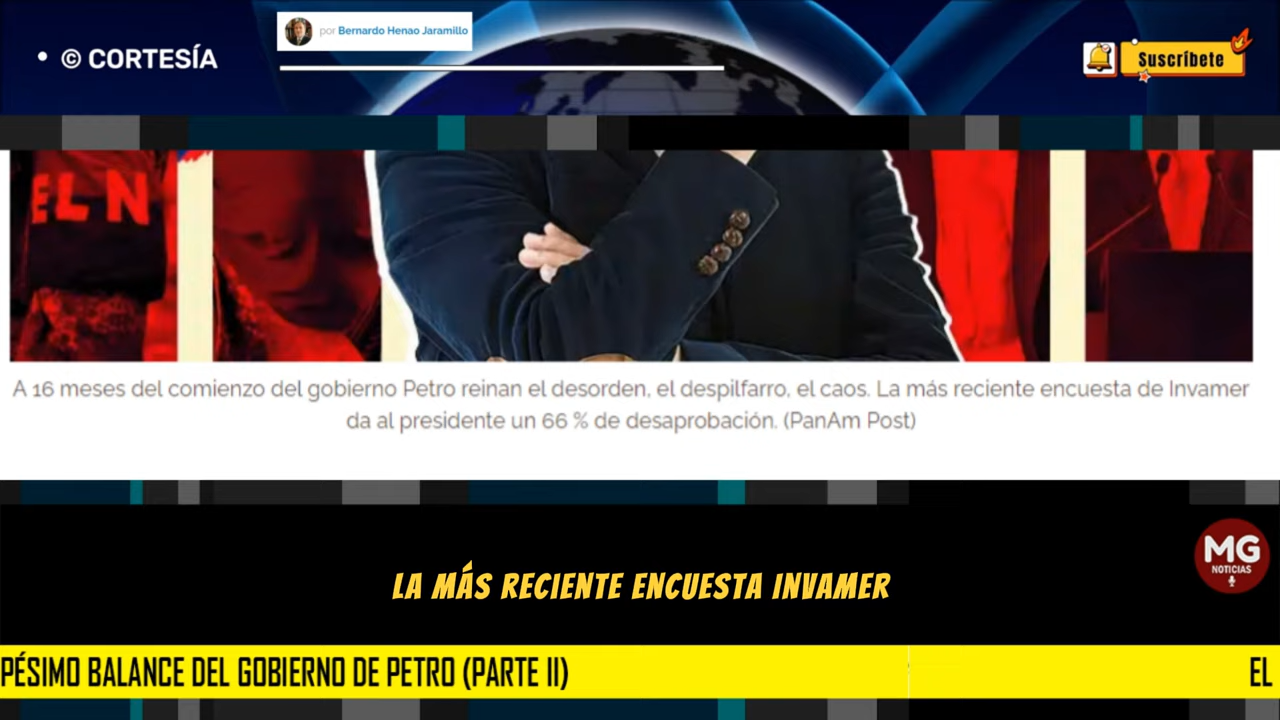 • © CORTESÍA
por Bernardo Henao Jaramillo
Suscríbete
ELN
A 16 meses del comienzo del gobierno Petro reinan el desorden, el despilfarro, el caos. La más reciente encuesta de Invamer
da al presidente un 66 % de desaprobación. (PanAm Post)
MG
NOTICIAS
LA MÁS RECIENTE ENCUESTA INVAMER
PÉSIMO BALANCE DEL GOBIERNO DE PETRO (PARTE II) EL